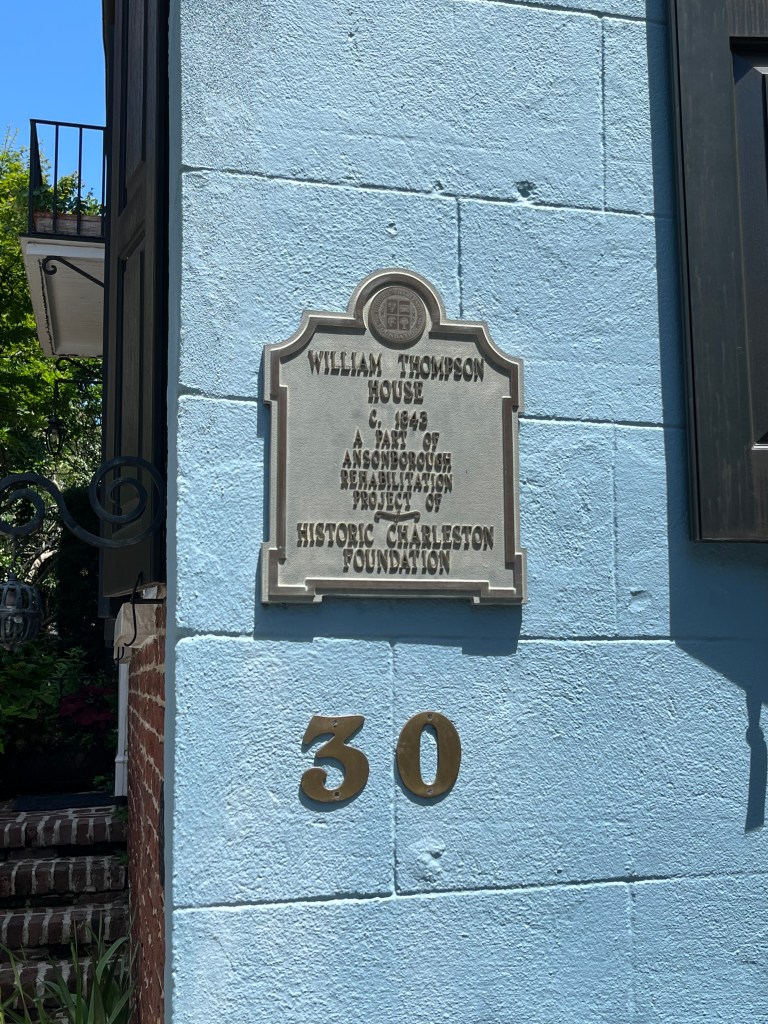 WILLIAM THOMPSON
HOUSE
C. 1843
A PART OF
ANSONBOROUGH
REHABILITATION
PROJECT OF
HISTORIC CHARLESTON
FOUNDATION
30